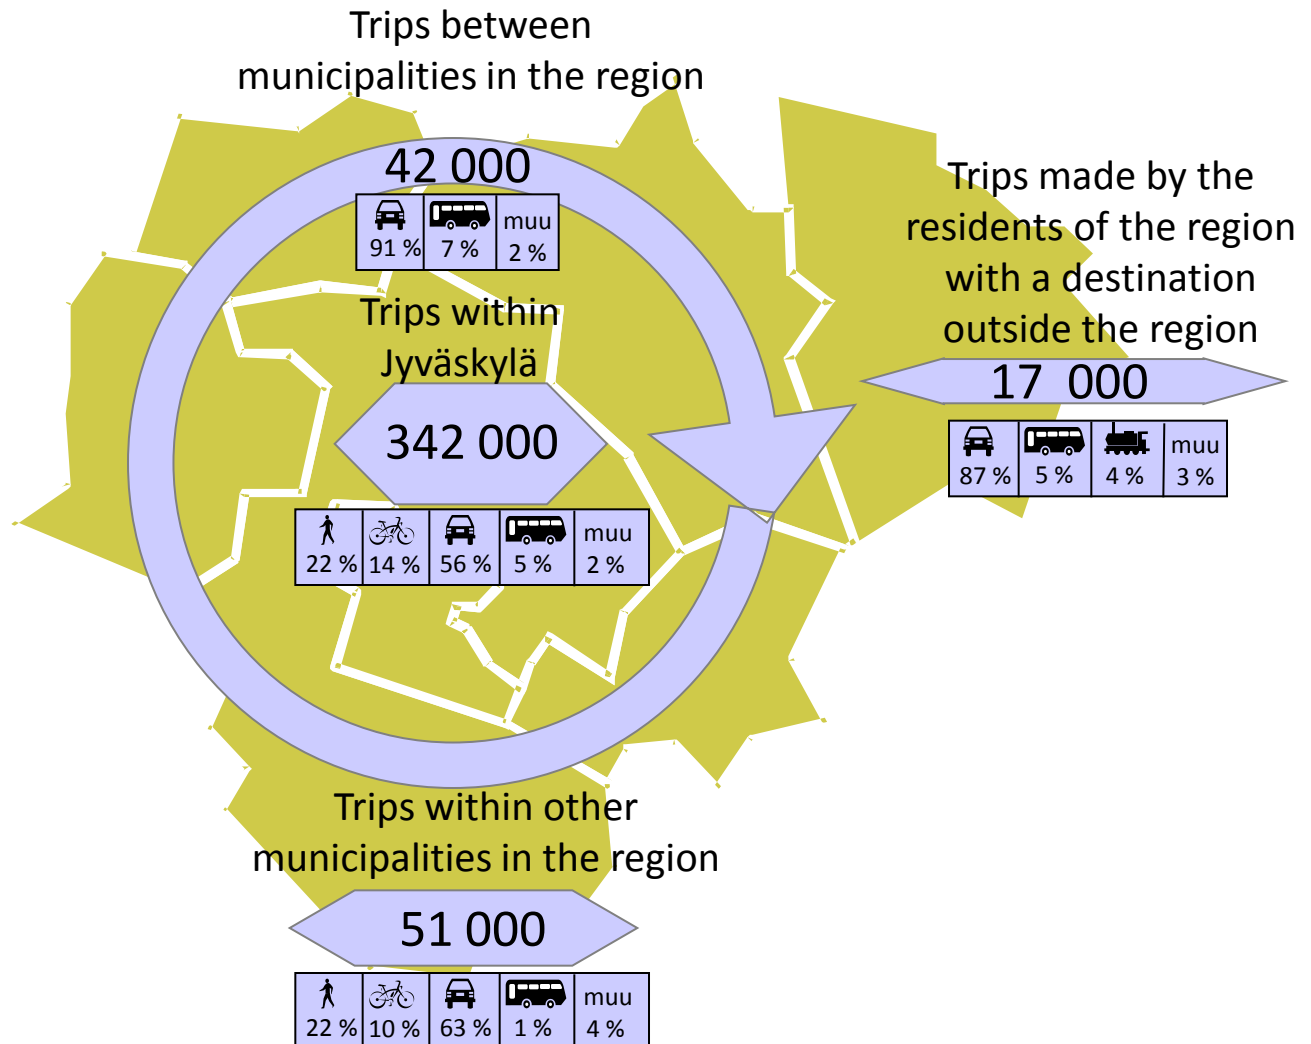 Trips between
municipalities in the region
42 000
91 % 7 % muu 2 %
Trips made by the
residents of the region
with a destination
outside the region
17 000
87 % 5 % 4 % muu 3 %
Trips within
Jyväskylä
342 000
22 % 14 % 56 % 5 % muu 2 %
Trips within other
municipalities in the region
51 000
22 % 10 % 63 % 1 % muu 4 %